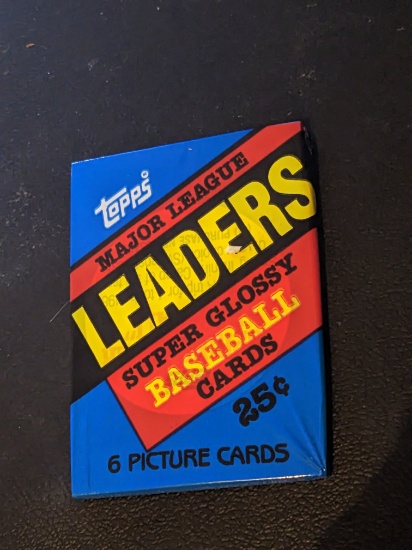 topps©
MAJOR LEAGUE
LEADERS
SUPER GLOSSY
BASEBALL
CARDS
25¢
6 PICTURE CARDS